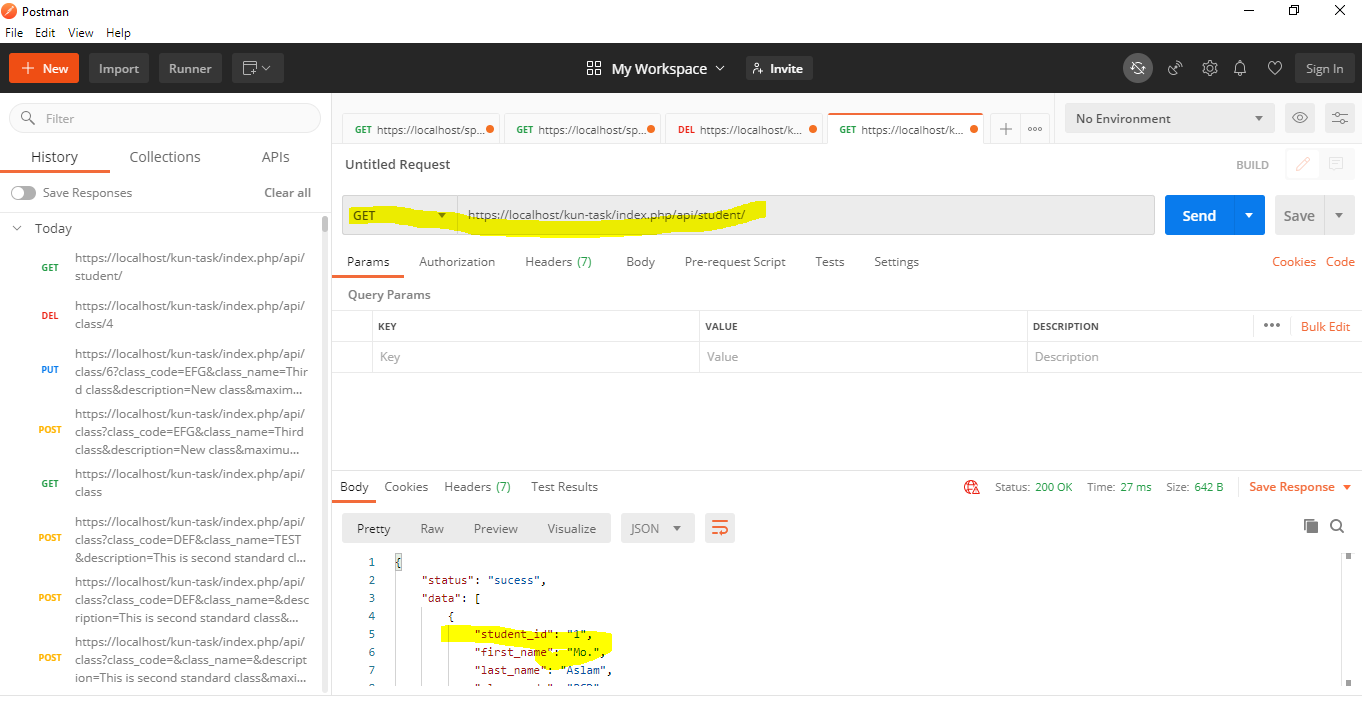 Postman
File Edit View Help
New Import Runner My Workspace Invite Sign In
Filter
History Collections APIs
Save Responses Clear all
Today
GET https://localhost/kun-task/index.php/api/
student/
DEL https://localhost/kun-task/index.php/api/
class/4
PUT https://localhost/kun-task/index.php/api/
class/6?class_code=EFG&class_name=Thir
d class&description=New class&maxim...
POST https://localhost/kun-task/index.php/api/
class?class_code=EFG&class_name=Third
class&description=New class&maximu...
GET https://localhost/kun-task/index.php/api/
class
POST https://localhost/kun-task/index.php/api/
class?class_code=DEF&class_name=TEST
&description=This is second standard cl...
POST https://localhost/kun-task/index.php/api/
class?class_code=DEF&class_name=&desc
ription=This is second standard class&...
POST https://localhost/kun-task/index.php/api/
class?class_code=&class_name=&descript
ion=This is second standard class&maxi...
GET https://localhost/sp... GET https://localhost/sp... DEL https://localhost/k... GET https://localhost/k... No Environment
Untitled Request BUILD
GET https://localhost/kun-task/index.php/api/student/ Send Save
Params Authorization Headers (7) Body Pre-request Script Tests Settings Cookies Code
Query Params
KEY VALUE DESCRIPTION Bulk Edit
Key Value Description
Body Cookies Headers (7) Test Results Status: 200 OK Time: 27 ms Size: 642 B Save Response
Pretty Raw Preview Visualize JSON
1 {
2 "status": "sucess",
3 "data": [
4 {
5 "student_id": "1",
6 "first_name": "Mo.",
7 "last_name": "Aslam",